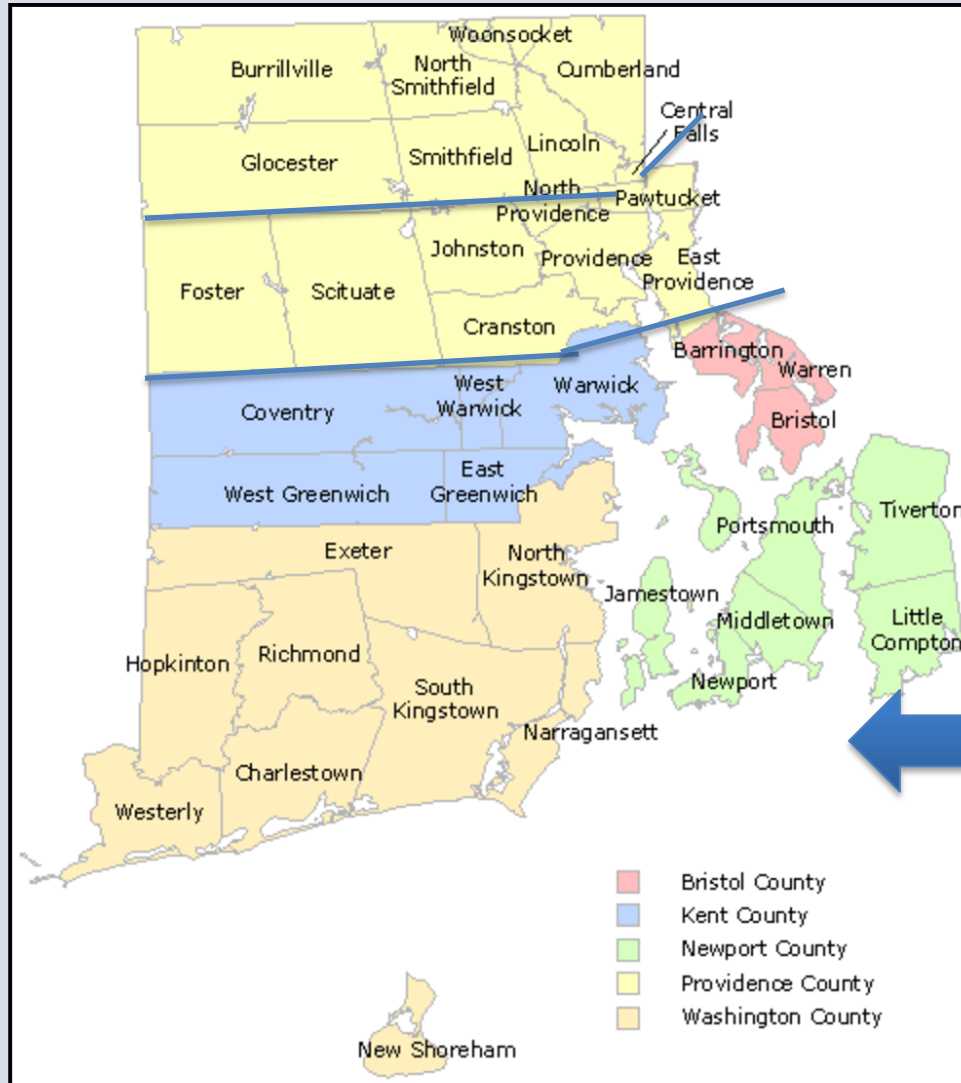 Woonsocket
Burrillville
North
Smithfield
Cumberland
Central
Falls
Glocester
Smithfield
Lincoln
North
Providence
Pawtucket
Johnston
Providence
East
Providence
Foster
Scituate
Cranston
Barrington
Warren
Coventry
West
Warwick
Warwick
Bristol
West Greenwich
East
Greenwich
Portsmouth
Tiverton
Exeter
North
Kingstown
Jamestown
Middletown
Little
Compton
Hopkinton
Richmond
South
Kingstown
Newport
Narragansett
Charlestown
Westerly
Bristol County
Kent County
Newport County
Providence County
Washington County
New Shoreham